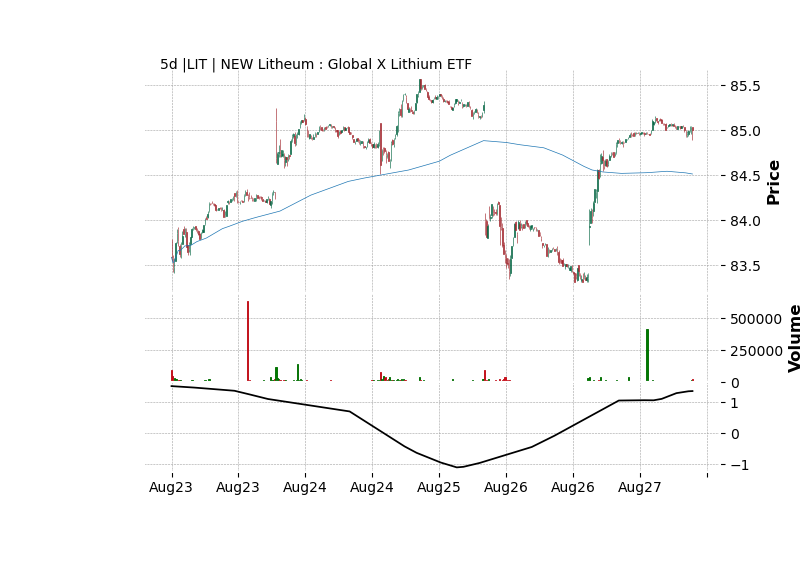 5d |LIT | NEW Litheum : Global X Lithium ETF
85.5
85.0
84.5
84.0
83.5
Price
500000
250000
0
Volume
1
0
−1
Aug23 Aug23 Aug24 Aug24 Aug25 Aug26 Aug26 Aug27